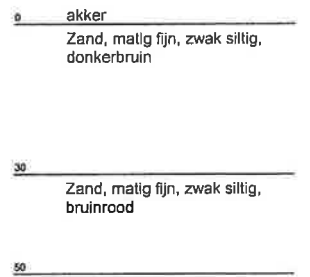 0 akker
Zand, matig fijn, zwak siltig,
donkerbruin
30
Zand, matig fijn, zwak siltig,
bruinrood
50